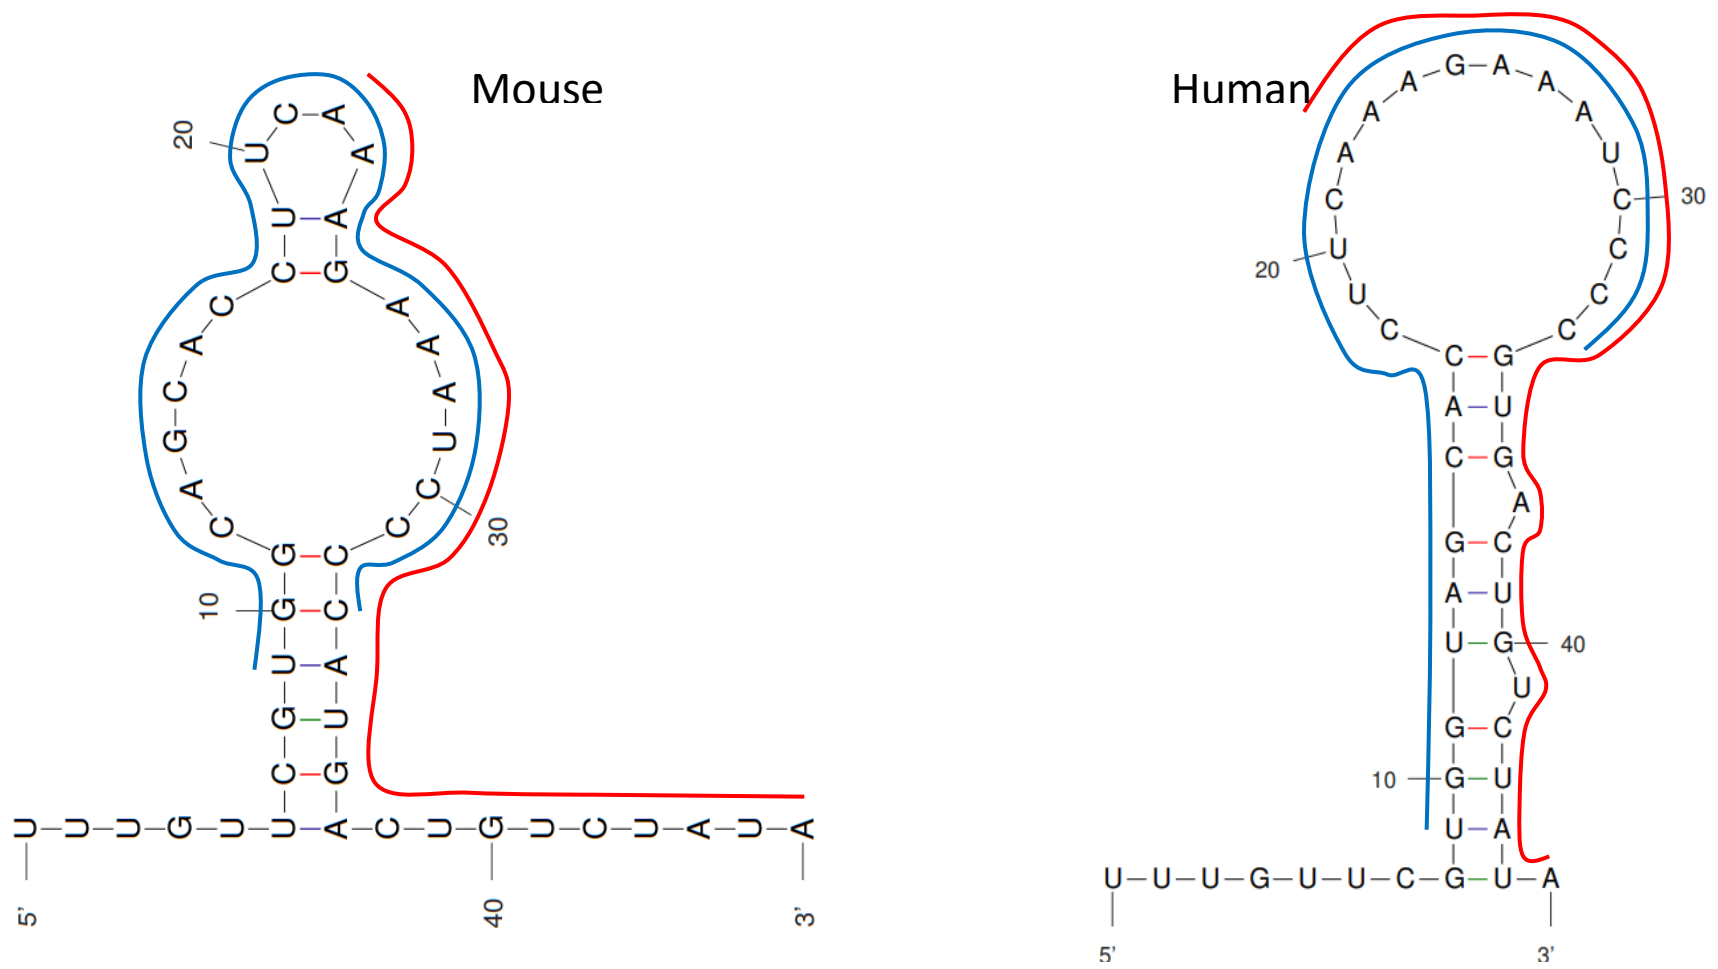 Mouse
C-A
20 U A
U-A
C-G
C A
A A
C A
G U
A C
C C 30
G-C
10 G-C
U-A
G-U
C-G
U-U-U-G-U-U-A-C-U-G-U-C-U-A-U-A
5' 40 3'
Human
G-A
A A
A A
A U
C C 30
20 U C
U C
C C
C-G
A-U
C-G
A
G-C
A-U
U-G 40
U
G-C
10 G-U
U-A
U-U-U-G-U-U-C-G-U-A
5' 3'